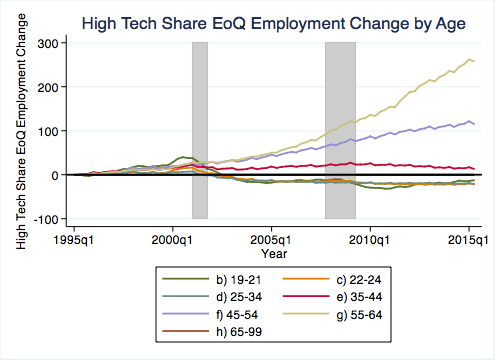 High Tech Share EoQ Employment Change by Age
High Tech Share EoQ Employment Change
300
200
100
0
-100
1995q1 2000q1 2005q1 2010q1 2015q1
Year
b) 19-21 c) 22-24
d) 25-34 e) 35-44
f) 45-54 g) 55-64
h) 65-99